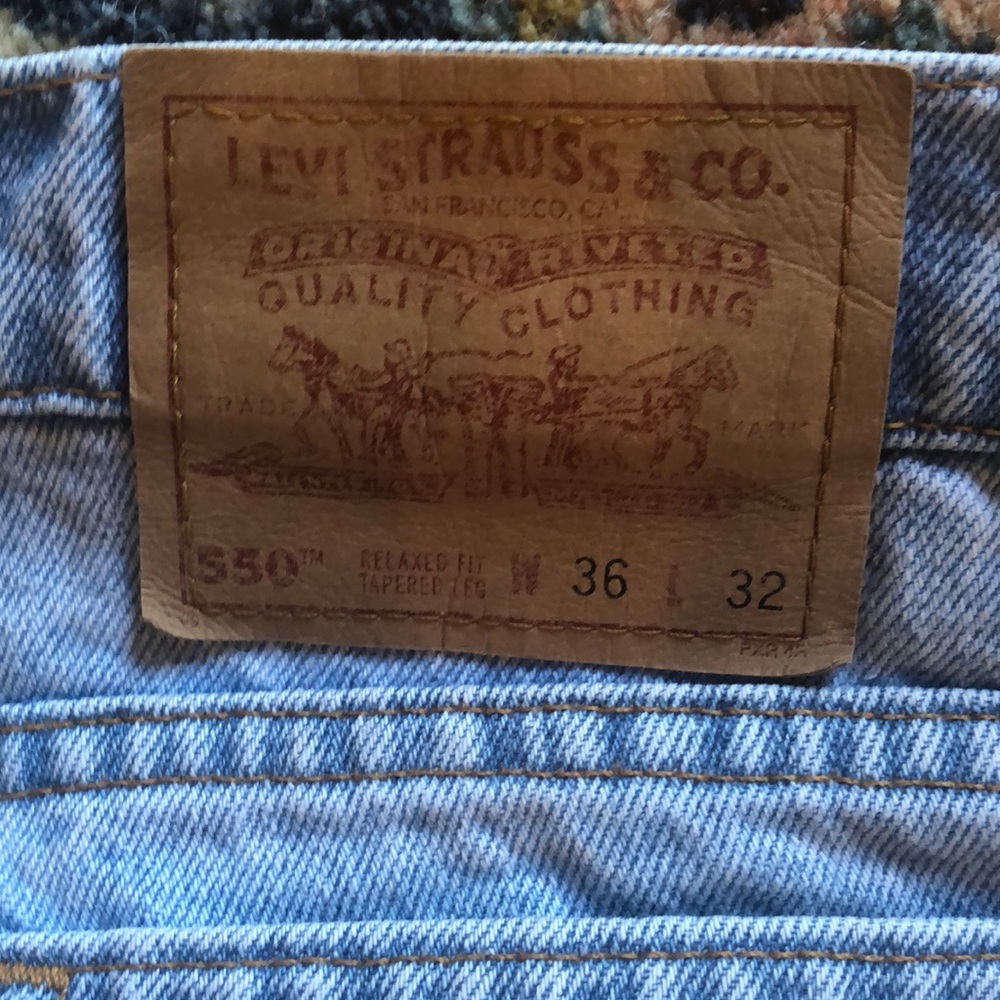 LEVI STRAUSS & CO.
SAN FRANCISCO, CAL.
ORIGINAL RIVETED
QUALITY CLOTHING
TRADE MARK
550™ RELAXED FIT W 36 L 32
TAPERED LEG